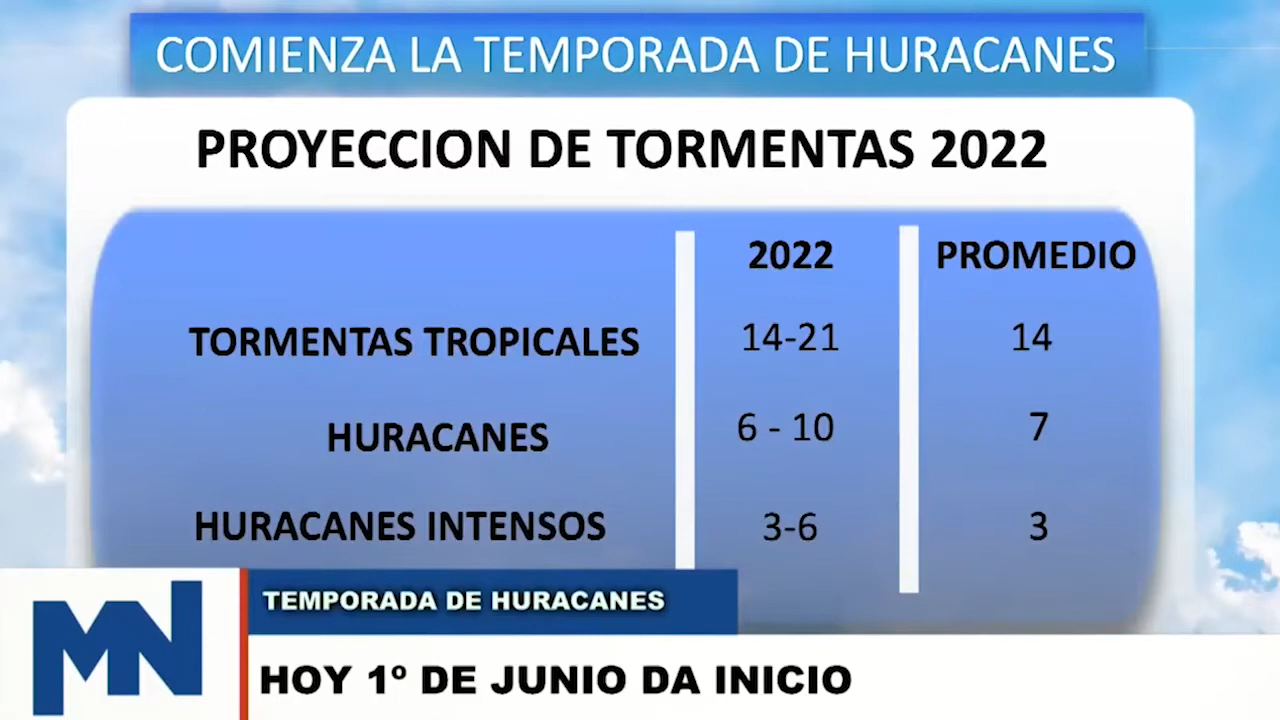 COMIENZA LA TEMPORADA DE HURACANES
PROYECCION DE TORMENTAS 2022
2022 PROMEDIO
TORMENTAS TROPICALES 14-21 14
HURACANES 6 - 10 7
HURACANES INTENSOS 3-6 3
MN TEMPORADA DE HURACANES
HOY 1º DE JUNIO DA INICIO